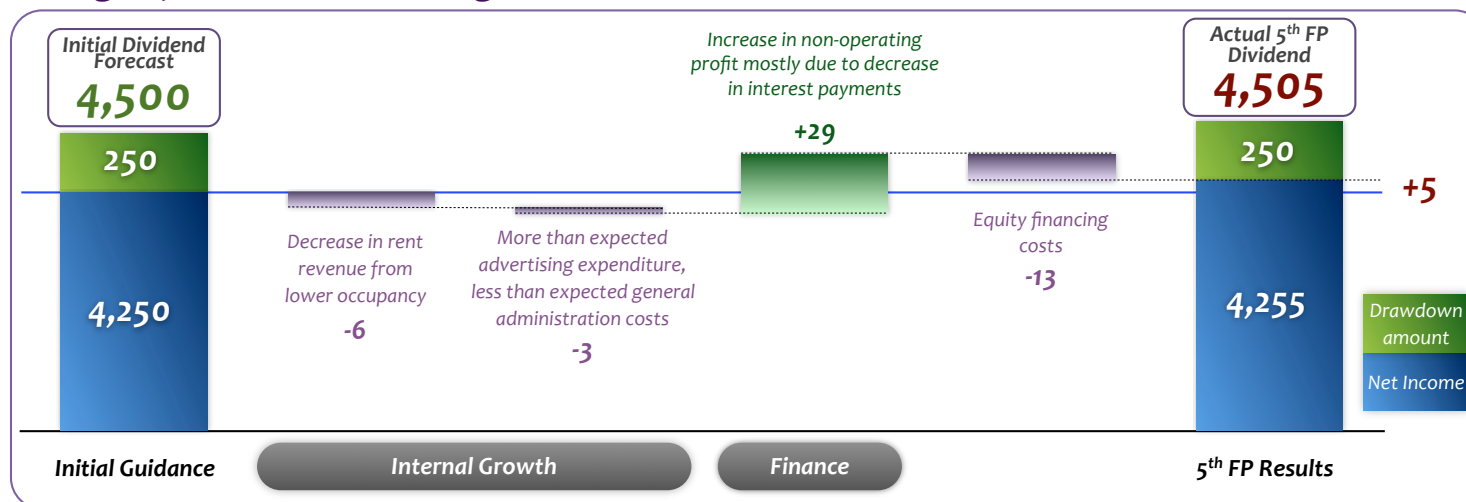 Initial Dividend
Forecast
4,500
250
4,250
Decrease in rent
revenue from
lower occupancy
-6
More than expected
advertising expenditure,
less than expected general
administration costs
-3
Increase in non-operating
profit mostly due to decrease
in interest payments
+29
Equity financing
costs
-13
Actual 5th FP
Dividend
4,505
250
4,255
+5
Drawdown
amount
Net Income
Initial Guidance
Internal Growth
Finance
5th FP Results